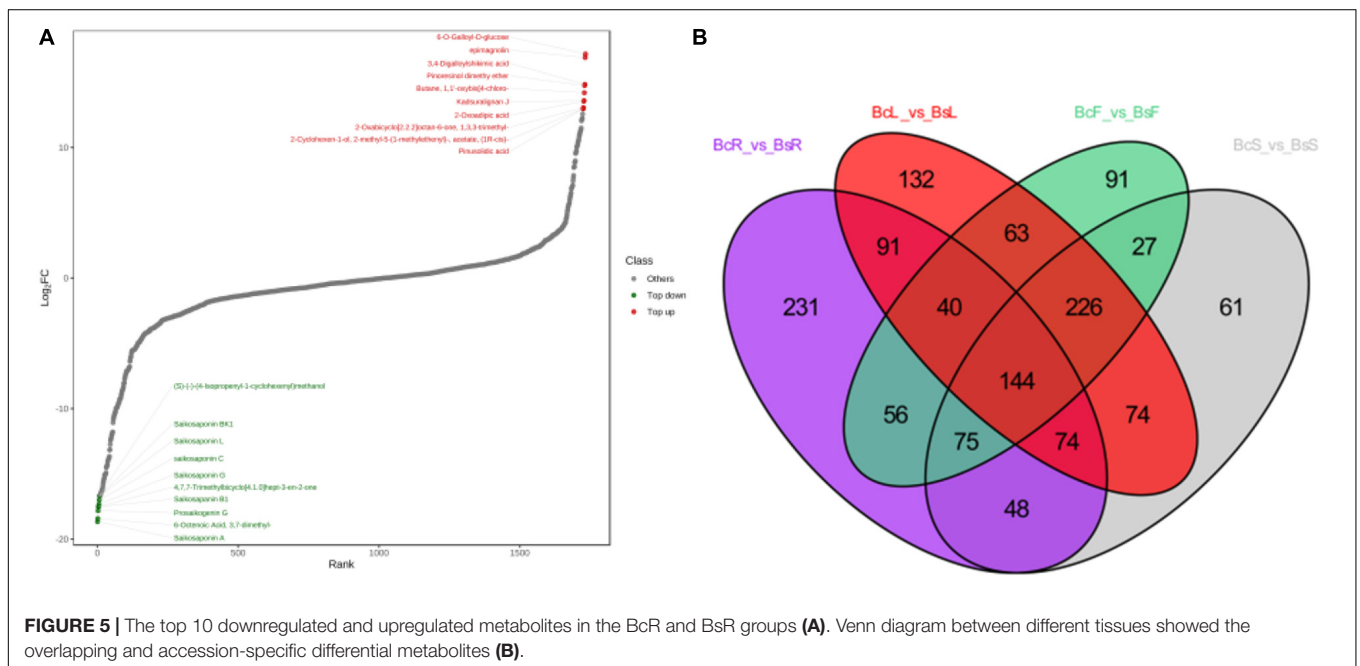 A
6-O-Galloyl-D-glucose
epimagnolin
3,4-Digalloylshikimic acid
Pinoresinol dimethy ether
Butane, 1,1'-oxybis[4-chloro-
Kadsuralignan J
2-Oxoadipic acid
2-Oxabicyclo[2.2.2]octan-6-one, 1,3,3-trimethyl-
2-Cyclohexen-1-ol, 2-methyl-5-(1-methylethenyl)-, acetate, (1R-cis)-
Pinusolidic acid
10
0
-10
-20
Log2FC
(S)-(-)-(4-Isopropenyl-1-cyclohexenyl)methanol
Saikosaponin BK1
Saikosaponin L
saikosaponin C
Saikosaponin G
4,7,7-Trimethylbicyclo[4.1.0]hept-3-en-2-one
Saikosaponin B1
Prosaikogenin G
6-Octenoic Acid, 3,7-dimethyl-
Saikosaponin A
0
500
1000
1500
Rank
Class
Others
Top down
Top up
B
BcL_vs_BsL
BcF_vs_BsF
BcR_vs_BsR
BcS_vs_BsS
132
91
91
63
27
231
40
226
61
144
56
75
74
74
48
FIGURE 5 | The top 10 downregulated and upregulated metabolites in the BcR and BsR groups (A). Venn diagram between different tissues showed the
overlapping and accession-specific differential metabolites (B).